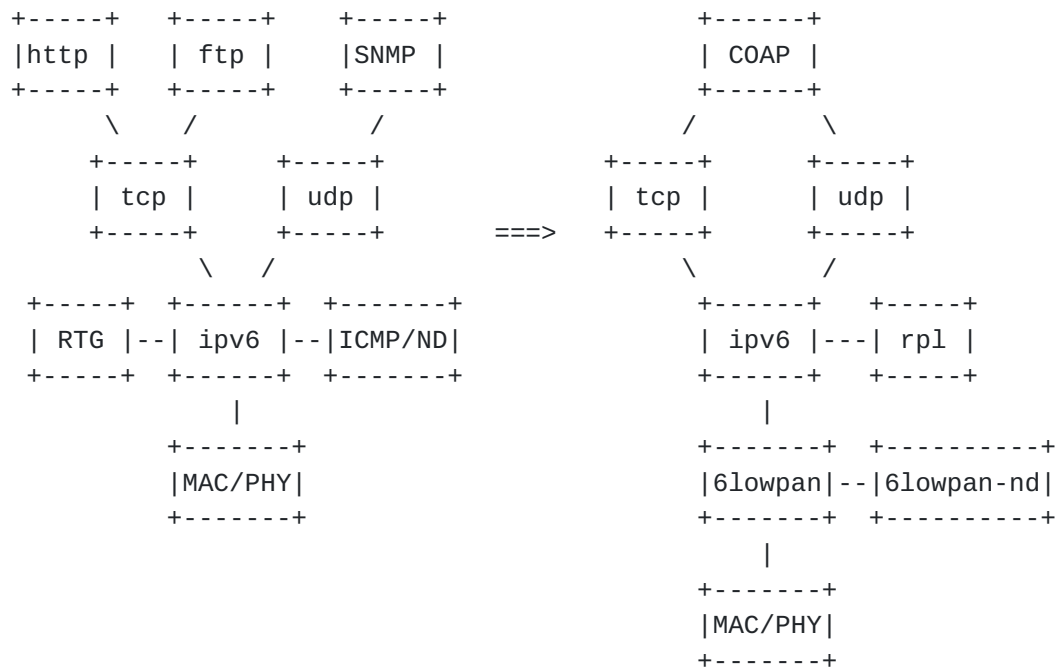 +-----+   +-----+    +-----+                 +------+
|http |   | ftp |    |SNMP |                 | COAP |
+-----+   +-----+    +-----+                 +------+
      \    /           /                    /        \
     +-----+     +-----+               +-----+      +-----+
     | tcp |     | udp |               | tcp |      | udp |
     +-----+     +-----+       ===>    +-----+      +-----+
            \   /                           \        /
 +-----+  +------+  +-------+                +------+   +-----+
 | RTG |--| ipv6 |--|ICMP/ND|                | ipv6 |---| rpl |
 +-----+  +------+  +-------+                +------+   +-----+
              |                                  |
          +-------+                          +-------+  +----------+
          |MAC/PHY|                          |6lowpan|--|6lowpan-nd|
          +-------+                          +-------+  +----------+
                                                 |
                                             +-------+
                                             |MAC/PHY|
                                             +-------+